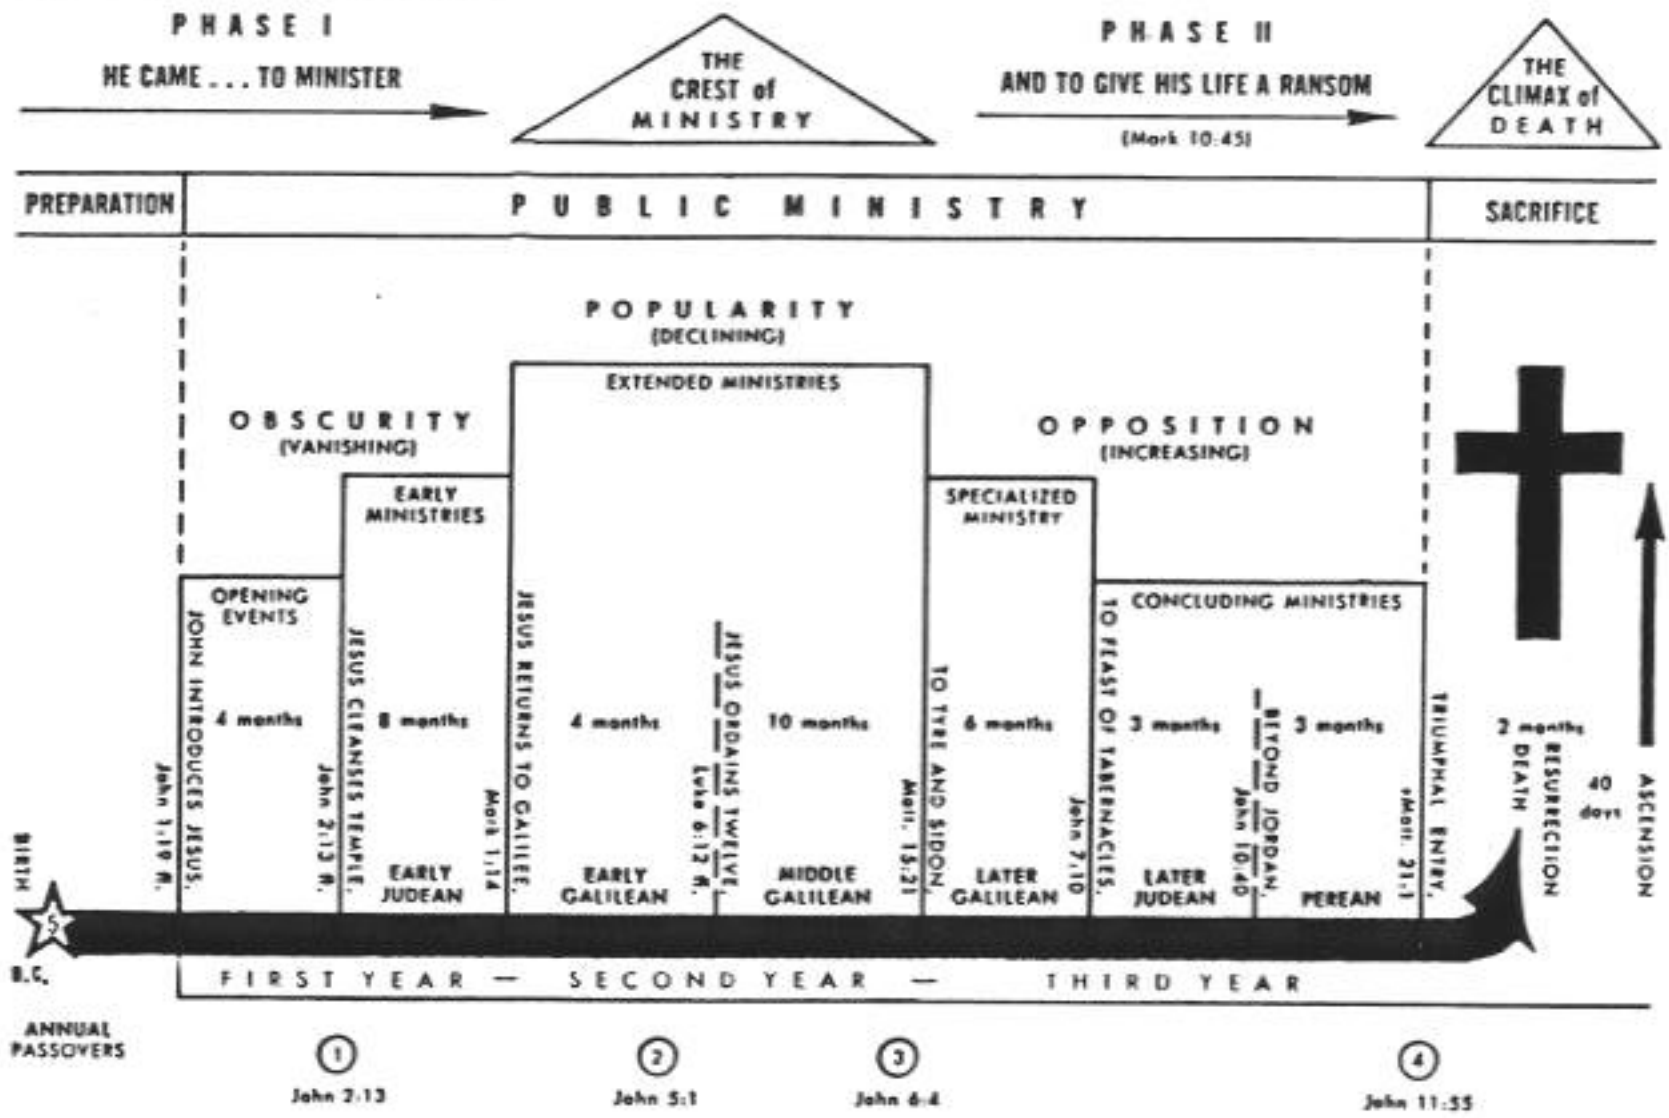 PHASE I
HE CAME... TO MINISTER
THE
CREST of
MINISTRY
PHASE II
AND TO GIVE HIS LIFE A RANSOM
(Mark 10:45)
THE
CLIMAX of
DEATH
PREPARATION
PUBLIC MINISTRY
SACRIFICE
POPULARITY
(DECLINING)
EXTENDED MINISTRIES
OBSCURITY
(VANISHING)
OPPOSITION
(INCREASING)
EARLY
MINISTRIES
SPECIALIZED
MINISTRY
OPENING
EVENTS
CONCLUDING MINISTRIES
4 months
8 months
4 months
10 months
6 months
3 months
3 months
2 months
BIRTH
John 1:19 ff.
JOHN INTRODUCES JESUS,
John 2:13 ff.
JESUS CLEANSES TEMPLE,
Mark 1:14
JESUS RETURNS TO GALILEE,
Luke 6:12 ff.
JESUS ORDAINS TWELVE,
Matt. 15:21
TO TYRE AND SIDON,
John 7:10
TO FEAST OF TABERNACLES,
John 10:40
BEYOND JORDAN,
Matt. 21:1
TRIUMPHAL ENTRY,
DEATH
RESURRECTION
40
days
ASCENSION
EARLY
JUDEAN
EARLY
GALILEAN
MIDDLE
GALILEAN
LATER
GALILEAN
LATER
JUDEAN
PEREAN
5
B.C.
FIRST YEAR — SECOND YEAR — THIRD YEAR
ANNUAL
PASSOVERS
1
John 2:13
2
John 5:1
3
John 6:4
4
John 11:55